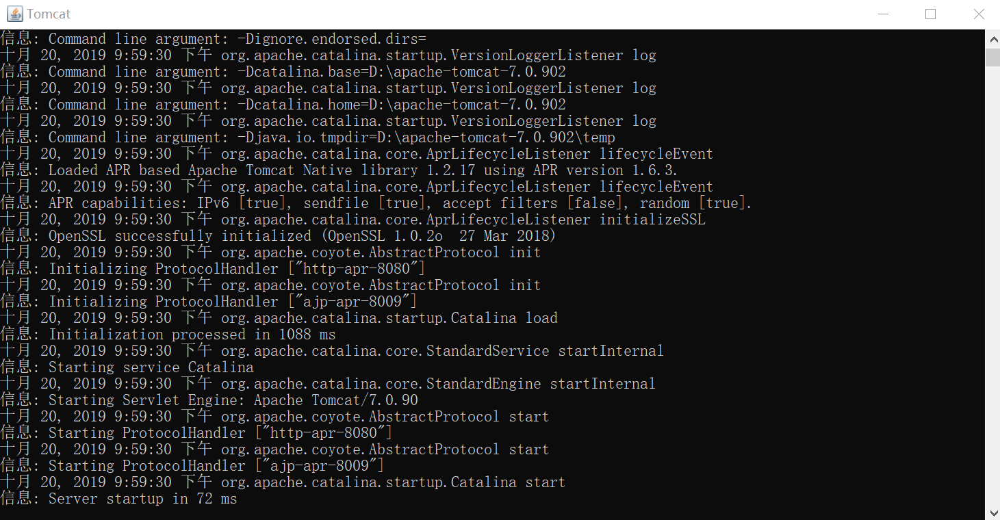 Tomcat
信息: Command line argument: -Dignore.endorsed.dirs=
十月 20, 2019 9:59:30 下午 org.apache.catalina.startup.VersionLoggerListener log
信息: Command line argument: -Dcatalina.base=D:\apache-tomcat-7.0.902
十月 20, 2019 9:59:30 下午 org.apache.catalina.startup.VersionLoggerListener log
信息: Command line argument: -Dcatalina.home=D:\apache-tomcat-7.0.902
十月 20, 2019 9:59:30 下午 org.apache.catalina.startup.VersionLoggerListener log
信息: Command line argument: -Djava.io.tmpdir=D:\apache-tomcat-7.0.902\temp
十月 20, 2019 9:59:30 下午 org.apache.catalina.core.AprLifecycleListener lifecycleEvent
信息: Loaded APR based Apache Tomcat Native library 1.2.17 using APR version 1.6.3.
十月 20, 2019 9:59:30 下午 org.apache.catalina.core.AprLifecycleListener lifecycleEvent
信息: APR capabilities: IPv6 [true], sendfile [true], accept filters [false], random [true].
十月 20, 2019 9:59:30 下午 org.apache.catalina.core.AprLifecycleListener initializeSSL
信息: OpenSSL successfully initialized (OpenSSL 1.0.2o  27 Mar 2018)
十月 20, 2019 9:59:30 下午 org.apache.coyote.AbstractProtocol init
信息: Initializing ProtocolHandler ["http-apr-8080"]
十月 20, 2019 9:59:30 下午 org.apache.coyote.AbstractProtocol init
信息: Initializing ProtocolHandler ["ajp-apr-8009"]
十月 20, 2019 9:59:30 下午 org.apache.catalina.startup.Catalina load
信息: Initialization processed in 1088 ms
十月 20, 2019 9:59:30 下午 org.apache.catalina.core.StandardService startInternal
信息: Starting service Catalina
十月 20, 2019 9:59:30 下午 org.apache.catalina.core.StandardEngine startInternal
信息: Starting Servlet Engine: Apache Tomcat/7.0.90
十月 20, 2019 9:59:30 下午 org.apache.coyote.AbstractProtocol start
信息: Starting ProtocolHandler ["http-apr-8080"]
十月 20, 2019 9:59:30 下午 org.apache.coyote.AbstractProtocol start
信息: Starting ProtocolHandler ["ajp-apr-8009"]
十月 20, 2019 9:59:30 下午 org.apache.catalina.startup.Catalina start
信息: Server startup in 72 ms